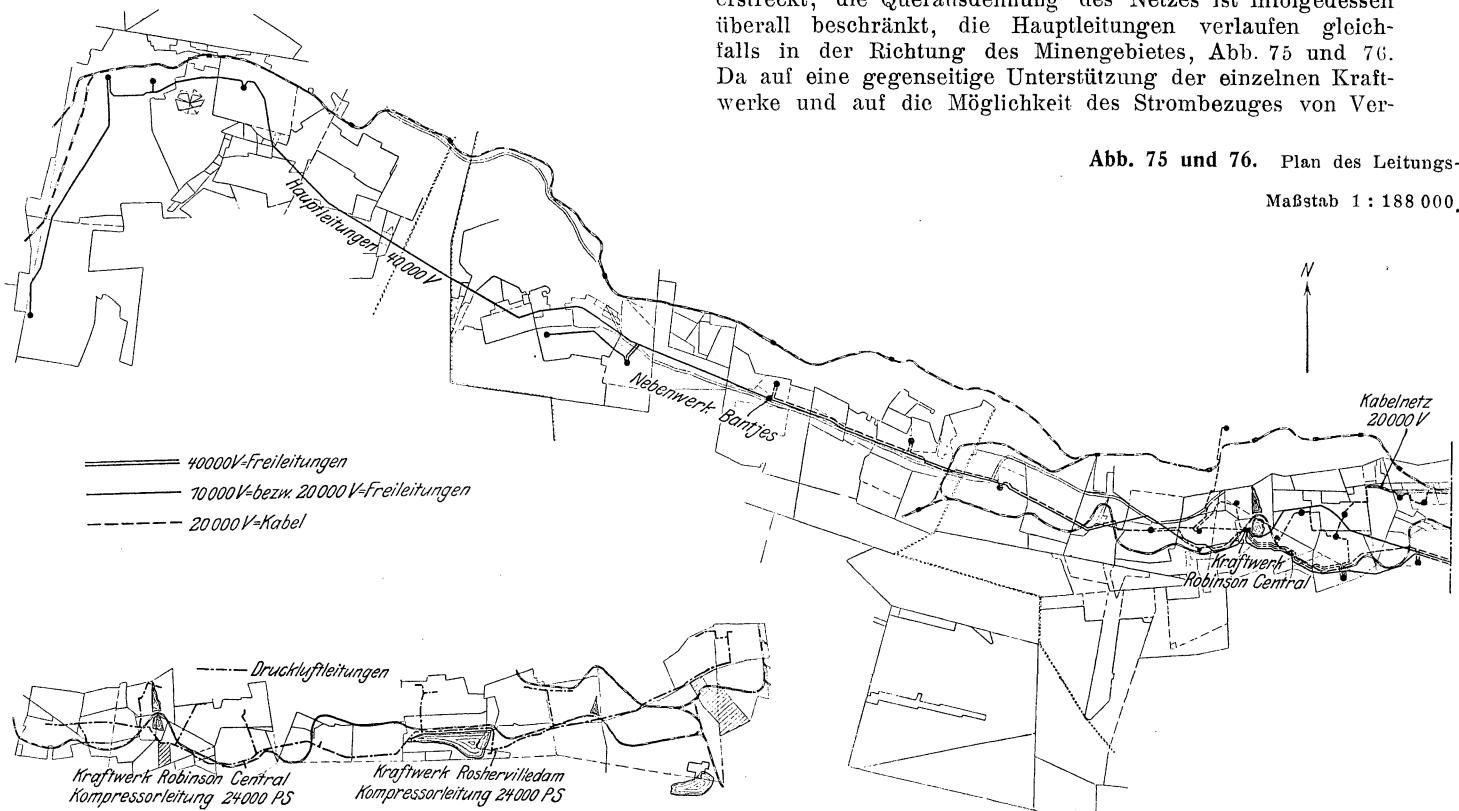 erstreckt, die Querausdehnung des Netzes ist infolgedessen
überall beschränkt, die Hauptleitungen verlaufen gleich-
falls in der Richtung des Minengebietes, Abb. 75 und 76.
Da auf eine gegenseitige Unterstützung der einzelnen Kraft-
werke und auf die Möglichkeit des Strombezuges von Ver-
Abb. 75 und 76. Plan des Leitungs-
Maßstab 1 : 188 000.
N
Hauptleitungen 40000 V
Nebenwerk Bantjes
Kabelnetz
20000 V
40000V=Freileitungen
10000V=bezw. 20000 V=Freileitungen
20000 V=Kabel
Kraftwerk
Robinson Central
Druckluftleitungen
Kraftwerk Robinson Central
Kompressorleitung 24000 PS
Kraftwerk Roshervilledam
Kompressorleitung 24000 PS